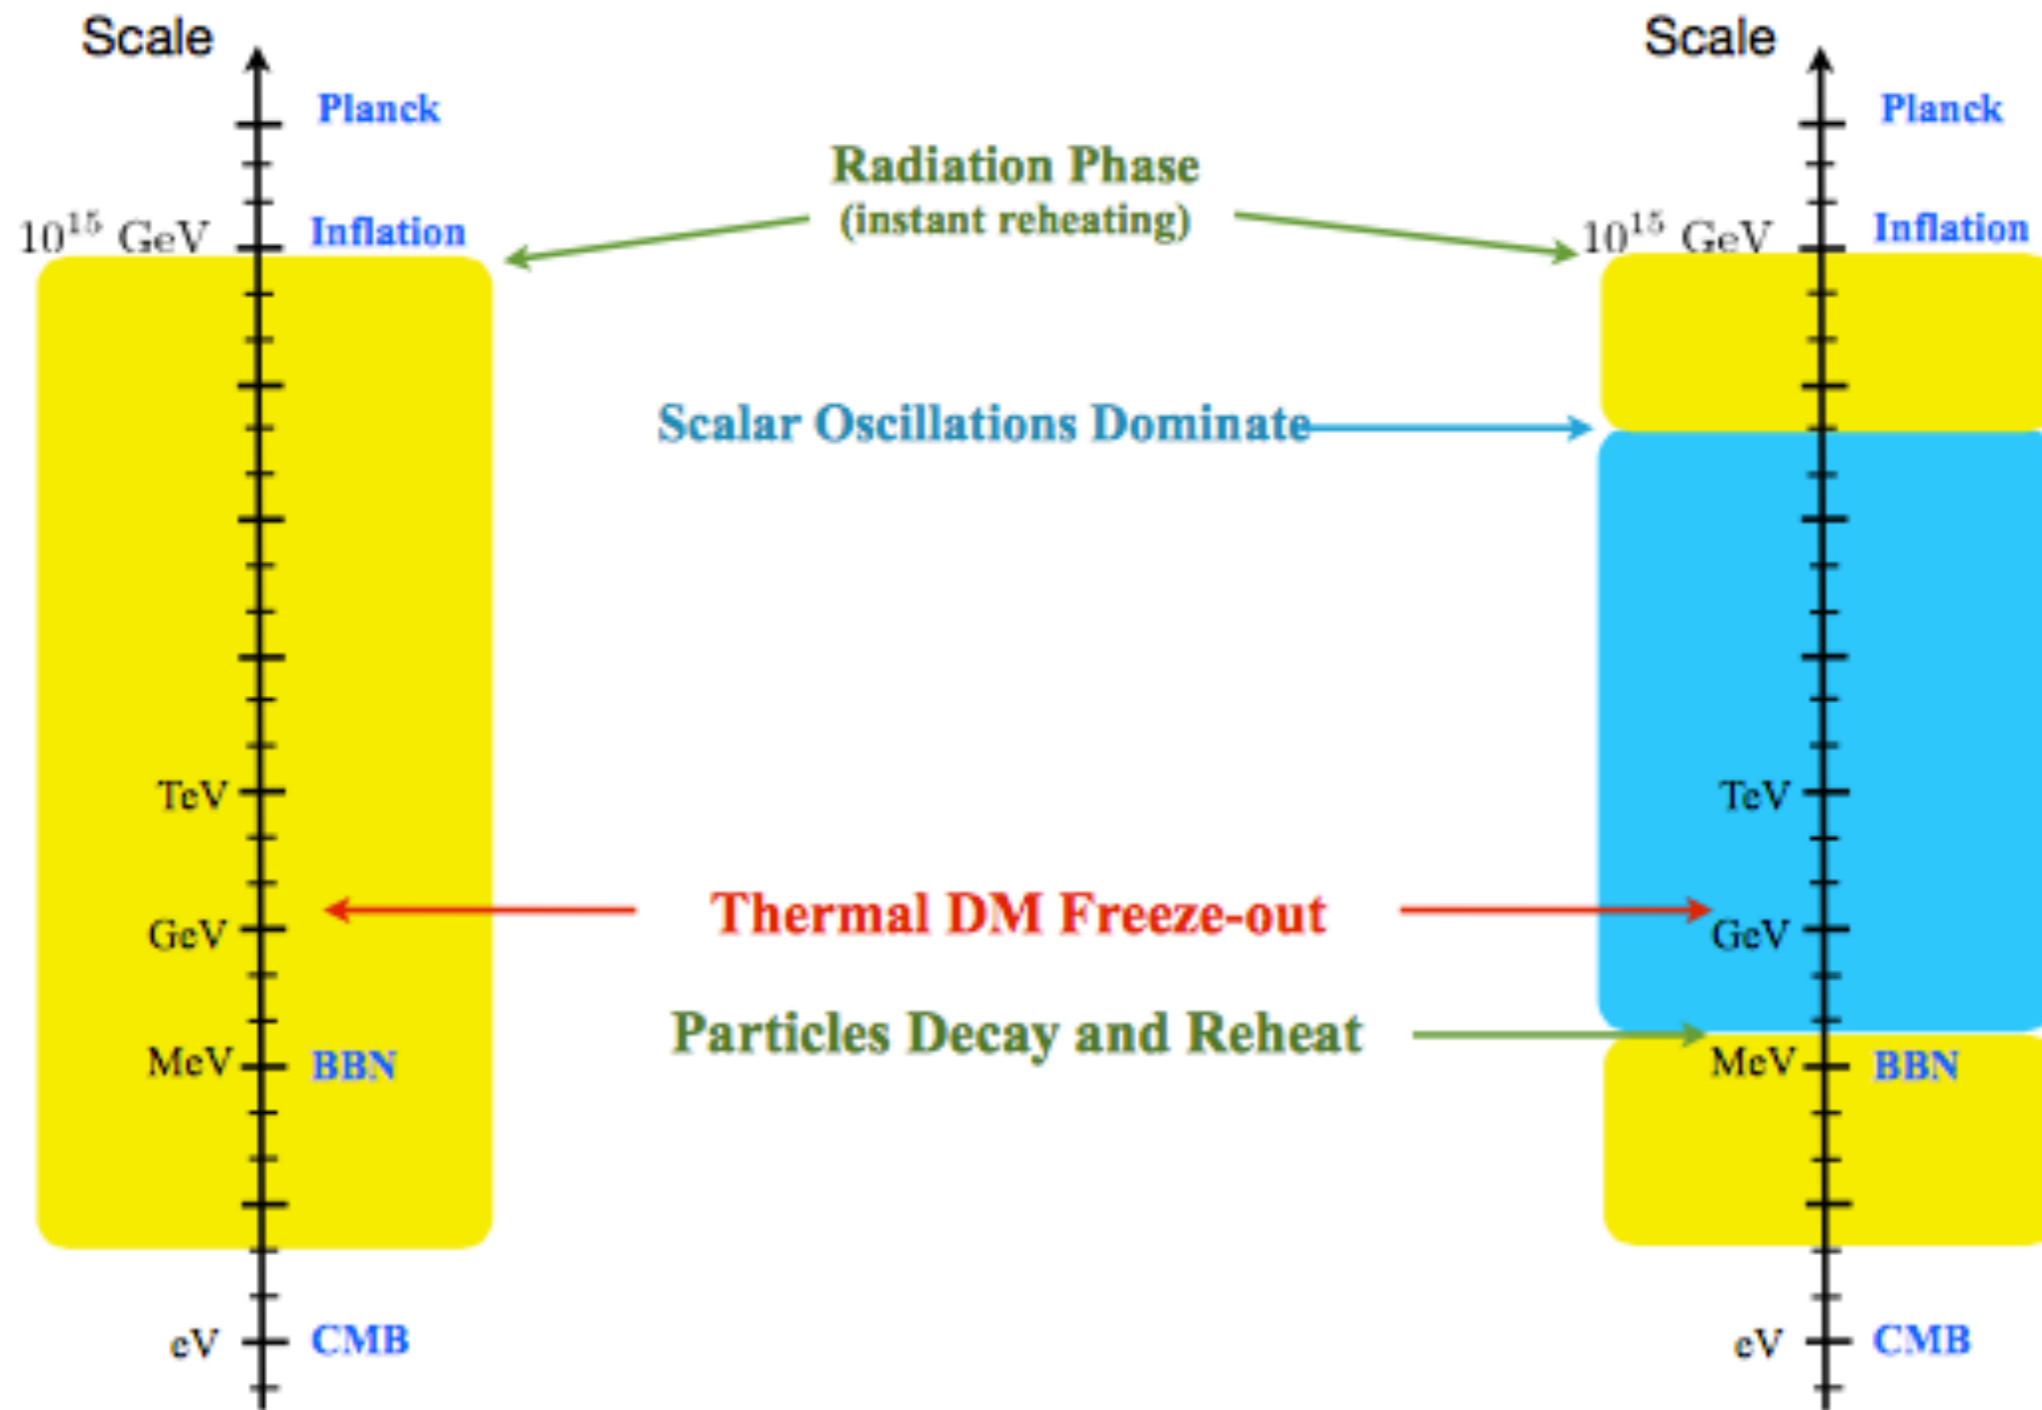 Scale
Planck
10^15 GeV
Inflation
TeV
GeV
MeV
BBN
eV
CMB
Radiation Phase
(instant reheating)
Scalar Oscillations Dominate
Thermal DM Freeze-out
Particles Decay and Reheat
Scale
Planck
10^15 GeV
Inflation
TeV
GeV
MeV
BBN
eV
CMB